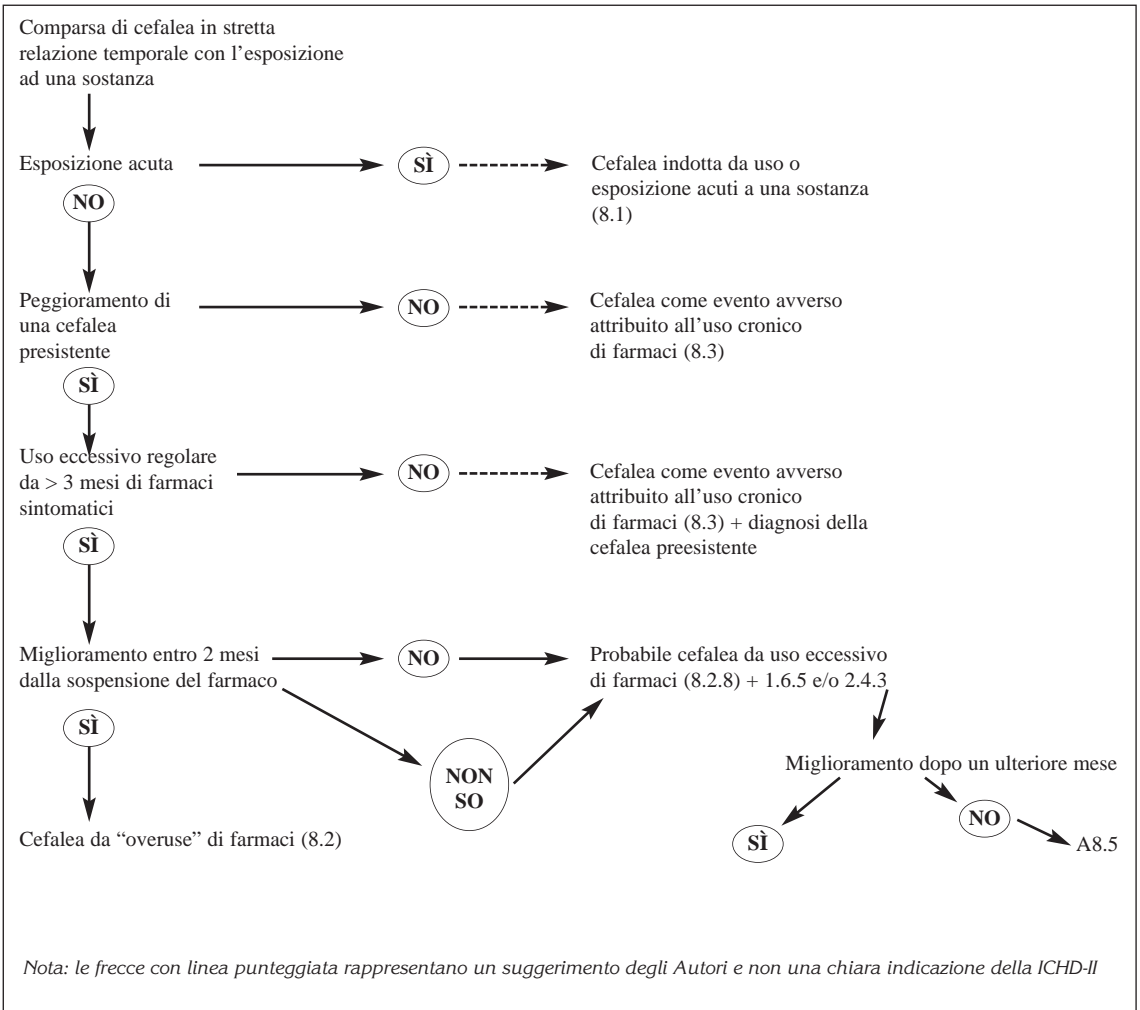 Comparsa di cefalea in stretta
relazione temporale con l'esposizione
ad una sostanza
Esposizione acuta
SÌ
Cefalea indotta da uso o
esposizione acuti a una sostanza
(8.1)
NO
Peggioramento di
una cefalea
presistente
NO
Cefalea come evento avverso
attribuito all'uso cronico
di farmaci (8.3)
SÌ
Uso eccessivo regolare
da > 3 mesi di farmaci
sintomatici
NO
Cefalea come evento avverso
attribuito all'uso cronico
di farmaci (8.3) + diagnosi della
cefalea preesistente
SÌ
Miglioramento entro 2 mesi
dalla sospensione del farmaco
NO
Probabile cefalea da uso eccessivo
di farmaci (8.2.8) + 1.6.5 e/o 2.4.3
SÌ
NON
SO
Miglioramento dopo un ulteriore mese
Cefalea da “overuse” di farmaci (8.2)
SÌ
NO
A8.5
Nota: le frecce con linea punteggiata rappresentano un suggerimento degli Autori e non una chiara indicazione della ICHD-II